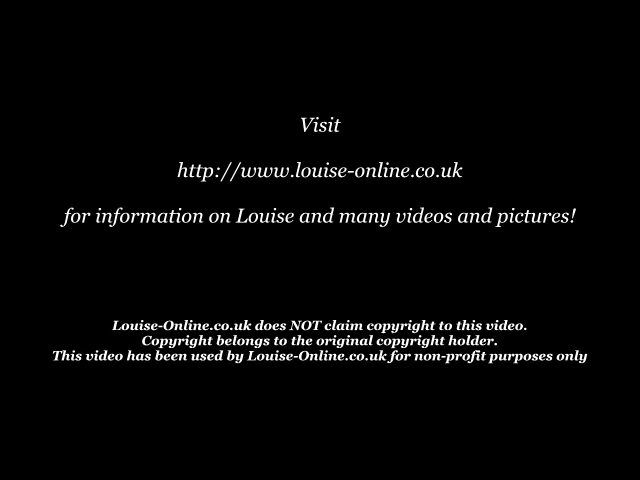 Visit
http://www.louise-online.co.uk
for information on Louise and many videos and pictures!
Louise-Online.co.uk does NOT claim copyright to this video.
Copyright belongs to the original copyright holder.
This video has been used by Louise-Online.co.uk for non-profit purposes only